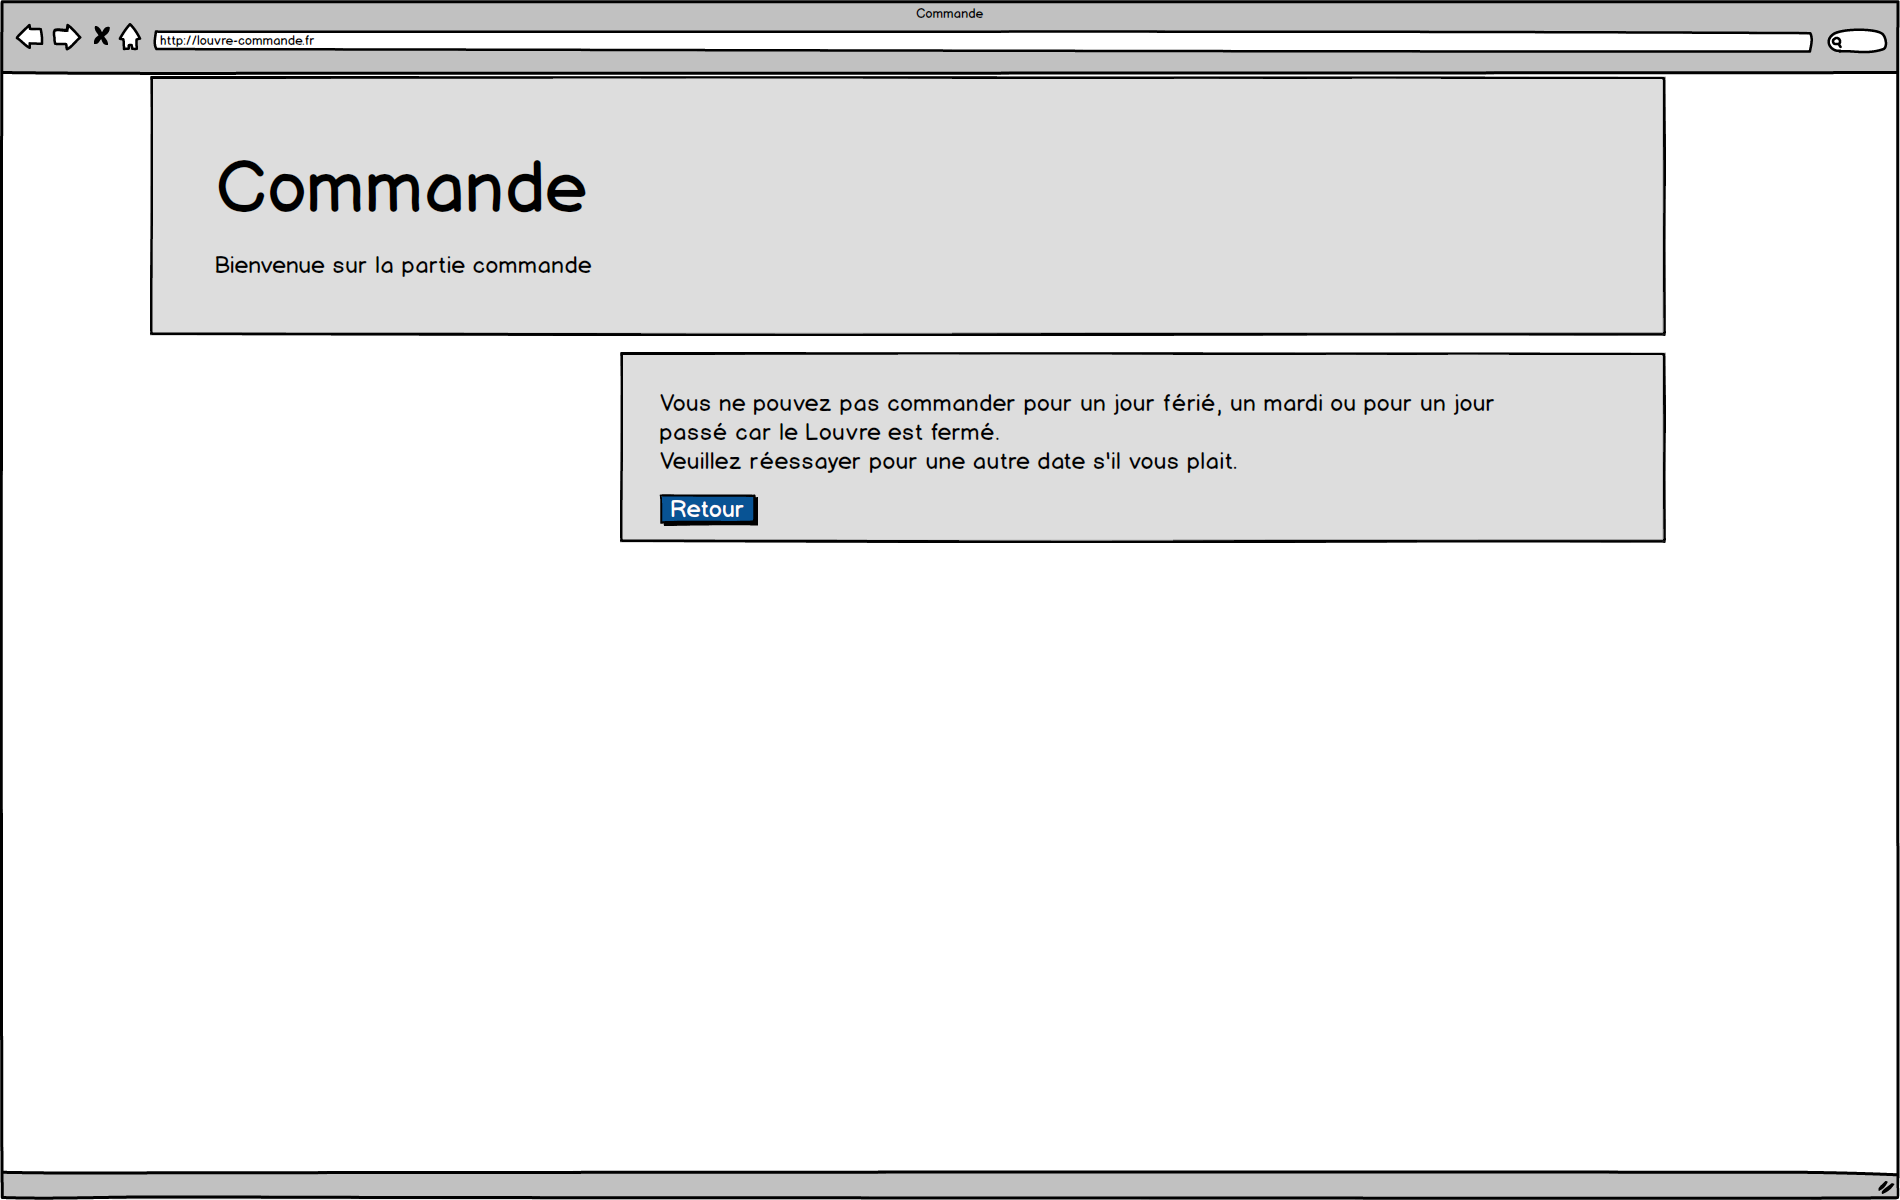 Commande
http://louvre-commande.fr
Commande
Bienvenue sur la partie commande
Vous ne pouvez pas commander pour un jour férié, un mardi ou pour un jour
passé car le Louvre est fermé.
Veuillez réessayer pour une autre date s'il vous plait.
Retour